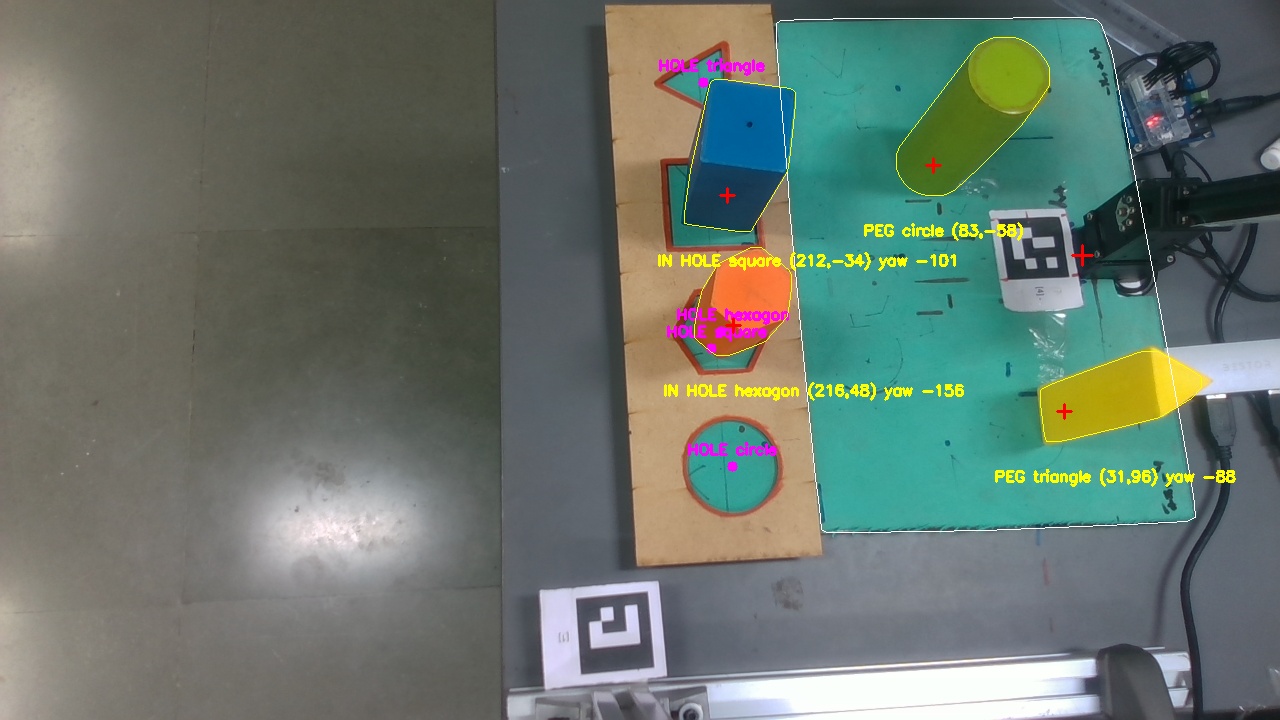 HOLE triangle
PEG circle (83,-58)
IN HOLE square (212,-34) yaw -101
HOLE hexagon
HOLE square
IN HOLE hexagon (216,48) yaw -156
HOLE circle
PEG triangle (31,96) yaw -88